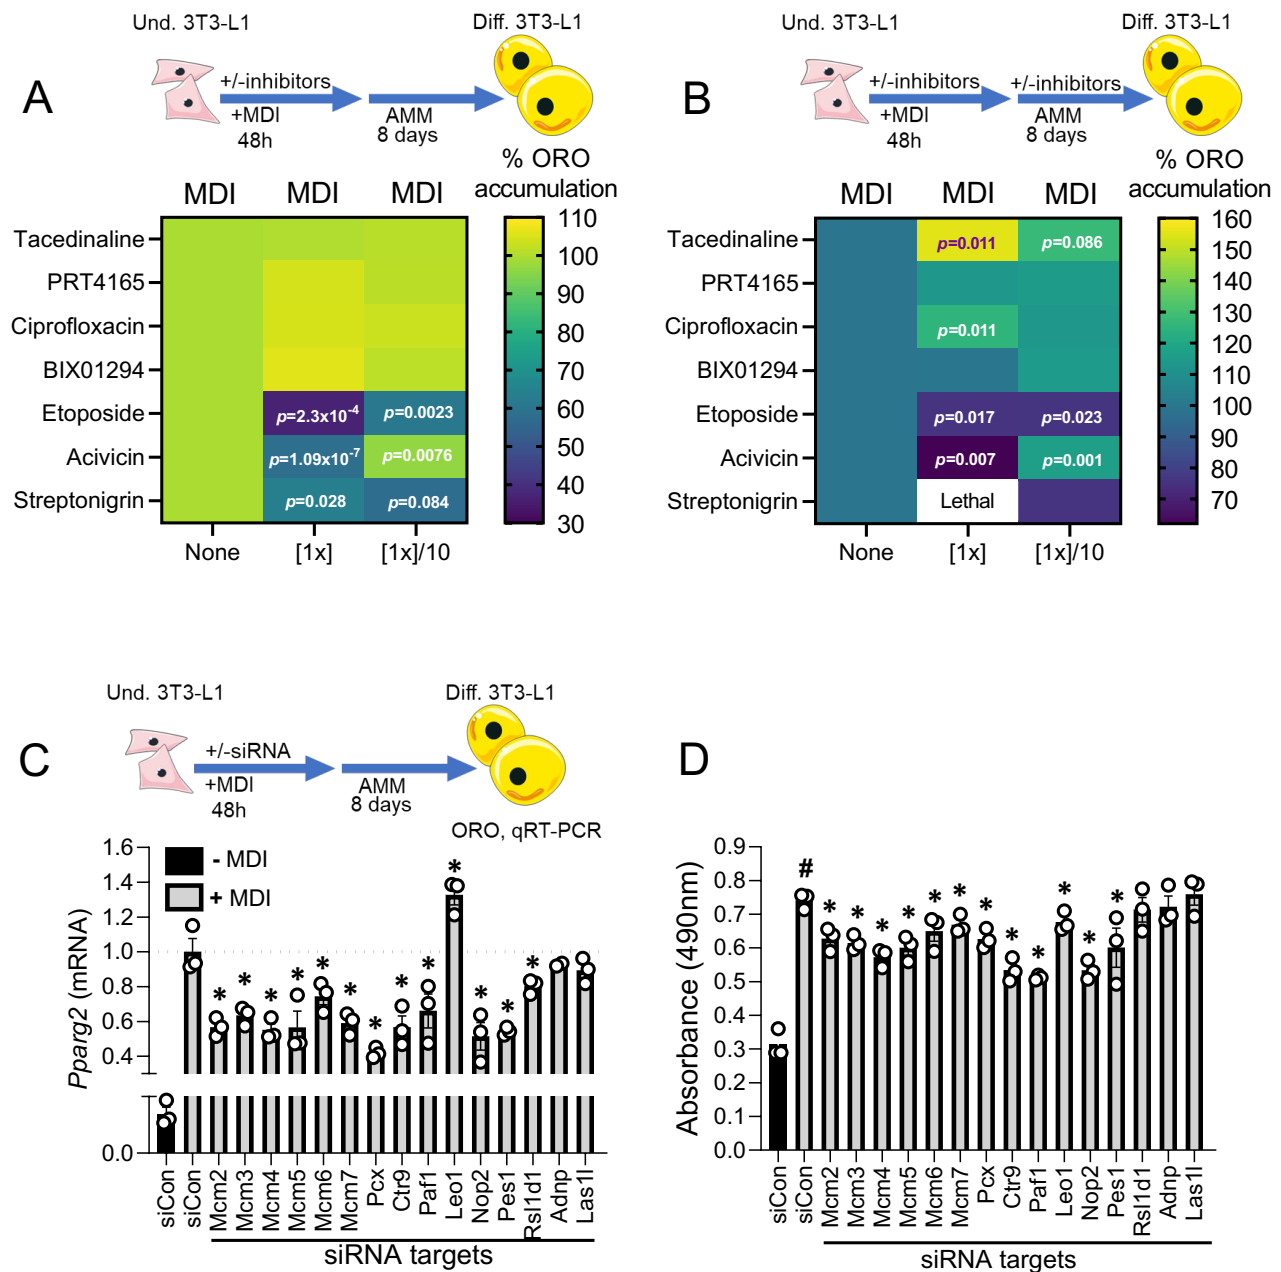 A
Und. 3T3-L1
Diff. 3T3-L1
+/-inhibitors
+MDI
48h
AMM
8 days
% ORO
accumulation
MDI MDI MDI
Tacedinaline
PRT4165
Ciprofloxacin
BIX01294
Etoposide
Acivicin
Streptonigrin
p=2.3x10-4 p=0.0023
p=1.09x10-7 p=0.0076
p=0.028 p=0.084
None [1x] [1x]/10
110
100
90
80
70
60
50
40
30
B
Und. 3T3-L1
Diff. 3T3-L1
+/-inhibitors
+/-inhibitors
+MDI
48h
AMM
8 days
% ORO
accumulation
MDI MDI MDI
Tacedinaline
PRT4165
Ciprofloxacin
BIX01294
Etoposide
Acivicin
Streptonigrin
p=0.011 p=0.086
p=0.011
p=0.017 p=0.023
p=0.007 p=0.001
Lethal
None [1x] [1x]/10
160
150
140
130
120
110
100
90
80
70
C
Und. 3T3-L1
Diff. 3T3-L1
+/-siRNA
+MDI
48h
AMM
8 days
ORO, qRT-PCR
- MDI
+ MDI
Pparg2 (mRNA)
1.6
1.4
1.2
1.0
0.8
0.6
0.4
0.0
* * * * * * * * * * * * *
siCon
siCon
Mcm2
Mcm3
Mcm4
Mcm5
Mcm6
Mcm7
Pcx
Ctr9
Paf1
Leo1
Nop2
Pes1
Rsl1d1
Adnp
Las1l
siRNA targets
D
Absorbance (490nm)
0.9
0.8
0.7
0.6
0.5
0.4
0.3
0.2
0.1
0.0
# * * * * * * * * * * * *
siCon
siCon
Mcm2
Mcm3
Mcm4
Mcm5
Mcm6
Mcm7
Pcx
Ctr9
Paf1
Leo1
Nop2
Pes1
Rsl1d1
Adnp
Las1l
siRNA targets